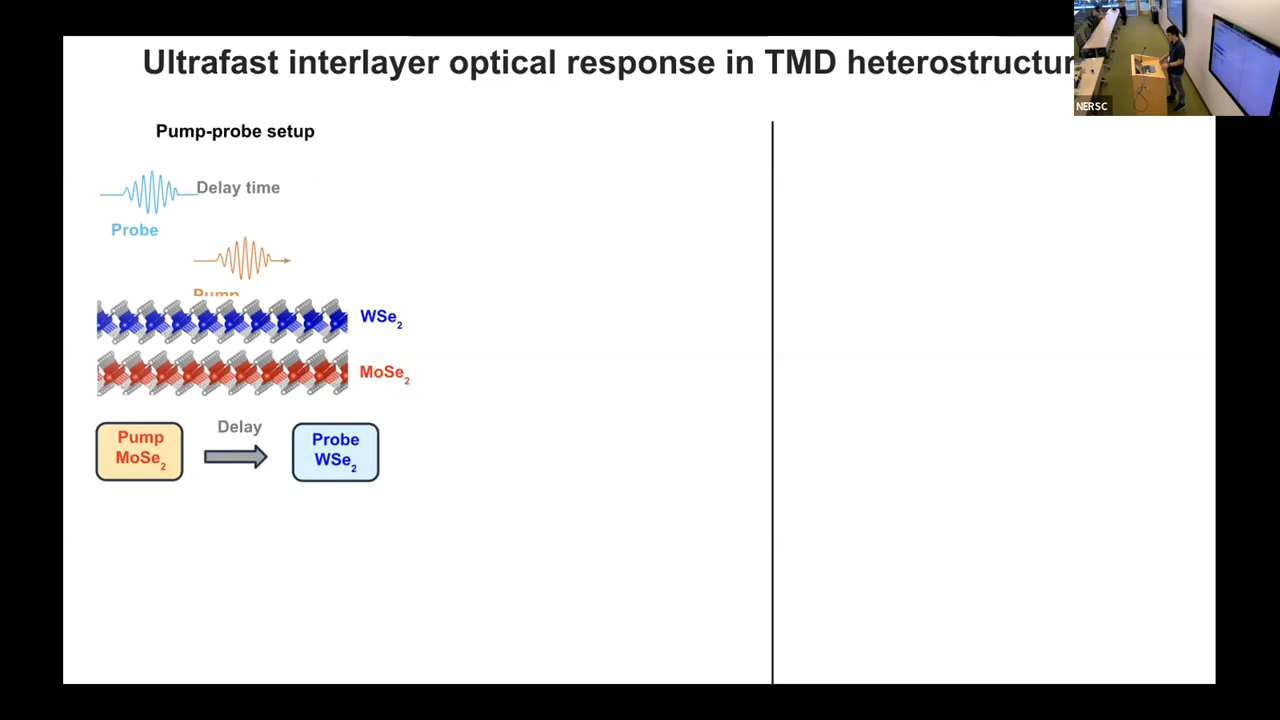 Ultrafast interlayer optical response in TMD heterostructur
NERSC
Pump-probe setup
Delay time
Probe
Pump
WSe2
MoSe2
Pump
MoSe2
Delay
Probe
WSe2